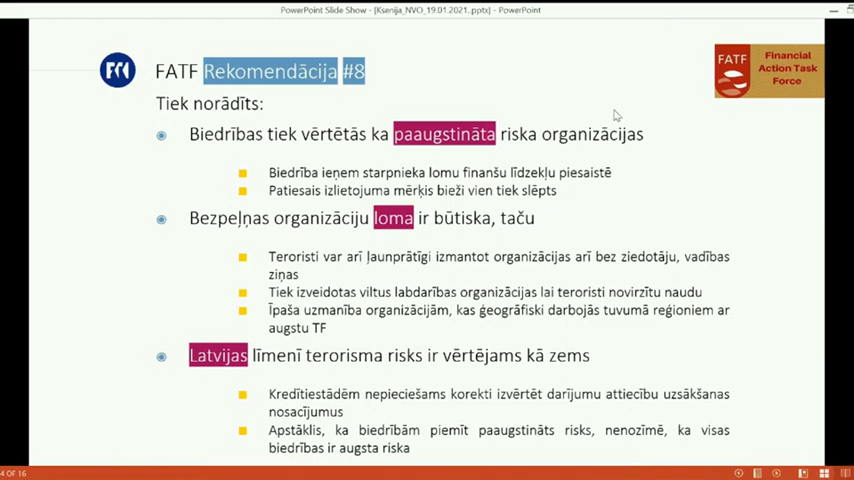 PowerPoint Slide Show - [Ksenija_NVO_19.01.2021.pptx] - PowerPoint
FATF Rekomendācija #8
FATF
Financial
Action Task
Force
Tiek norādīts:
Biedrības tiek vērtētās ka paaugstināta riska organizācijas
Biedrība ieņem starpnieka lomu finanšu līdzekļu piesaistē
Patiesais izlietojuma mērķis bieži vien tiek slēpts
Bezpeļņas organizāciju loma ir būtiska, taču
Teroristi var arī ļaunprātīgi izmantot organizācijas arī bez ziedotāju, vadības
ziņas
Tiek izveidotas viltus labdarības organizācijas lai teroristi novirzītu naudu
Īpaša uzmanība organizācijām, kas ģeogrāfiski darbojās tuvumā reģioniem ar
augstu TF
Latvijas līmenī terorisma risks ir vērtējams kā zems
Kredītiestādēm nepieciešams korekti izvērtēt darījumu attiecību uzsākšanas
nosacījumus
Apstāklis, ka biedrībām piemīt paaugstināts risks, nenozīmē, ka visas
biedrības ir augsta riska
4 OF 16